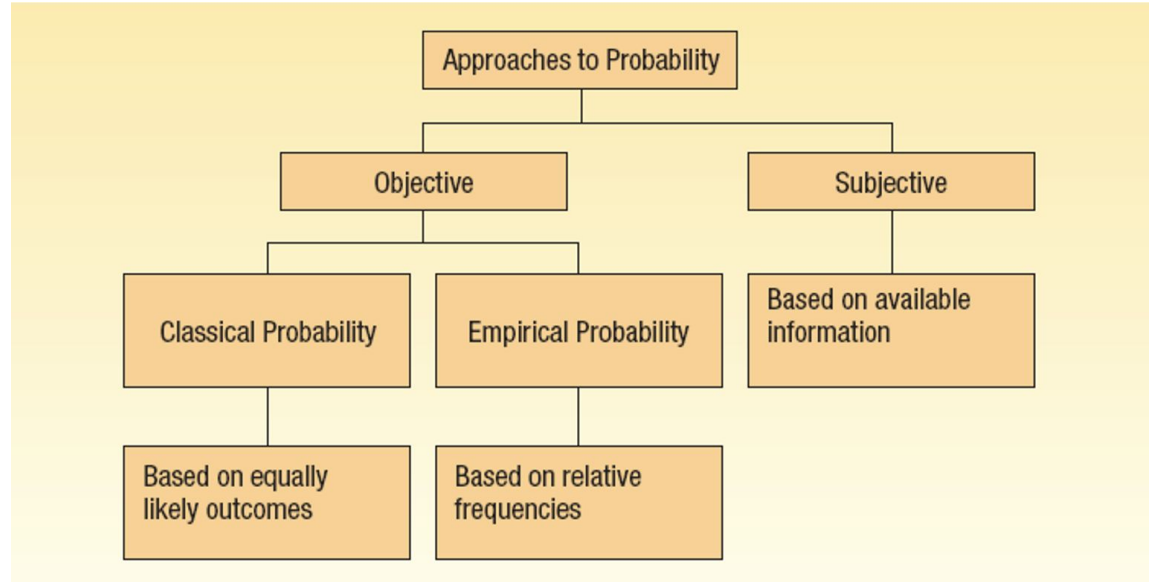 Approaches to Probability
Objective
Subjective
Classical Probability
Empirical Probability
Based on available
information
Based on equally
likely outcomes
Based on relative
frequencies